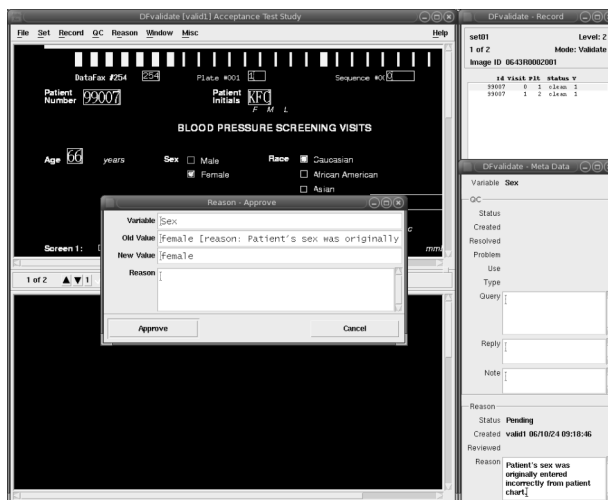 DFvalidate [valid1] Acceptance Test Study
File Set Record QC Reason Window Misc Help
DataFax #254 254 Plate #001 1 Sequence #000 0
Patient Number 99007 Patient Initials KFC
F M L
BLOOD PRESSURE SCREENING VISITS
Age 66 years Sex Male Race Caucasian
Female African American
Asian
Reason - Approve
Variable Sex
Old Value female [reason: Patient's sex was originally
New Value female
Reason
Approve Cancel
Screen 1:
1 of 2 1
DFvalidate - Record
set01 Level: 2
1 of 2 Mode: Validate
Image ID 0643R0002001
id visit plt status v
99007 0 1 clean 1
99007 1 2 clean 1
DFvalidate - Meta Data
Variable Sex
QC
Status
Created
Resolved
Problem
Use
Type
Query
Reply
Note
Reason
Status Pending
Created valid1 06/10/24 09:18:46
Reviewed
Reason Patient's sex was
originally entered
incorrectly from patient
chart.